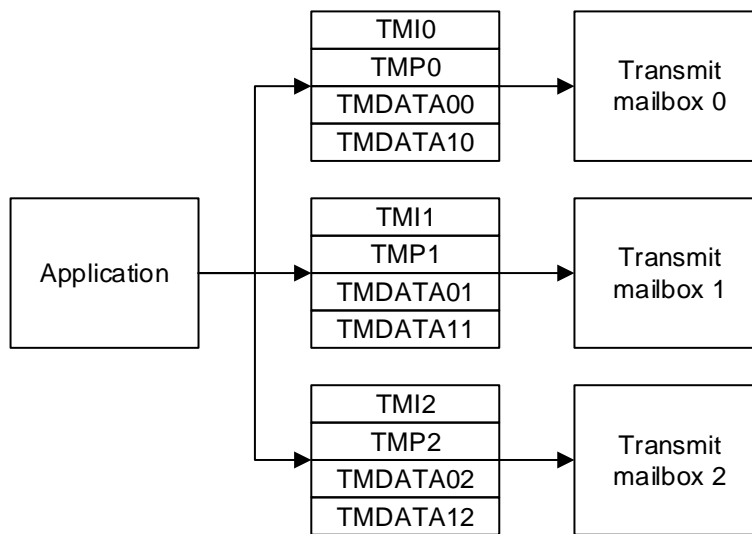 TMI0
TMP0
TMDATA00
TMDATA10
Transmit
mailbox 0
Application
TMI1
TMP1
TMDATA01
TMDATA11
Transmit
mailbox 1
TMI2
TMP2
TMDATA02
TMDATA12
Transmit
mailbox 2